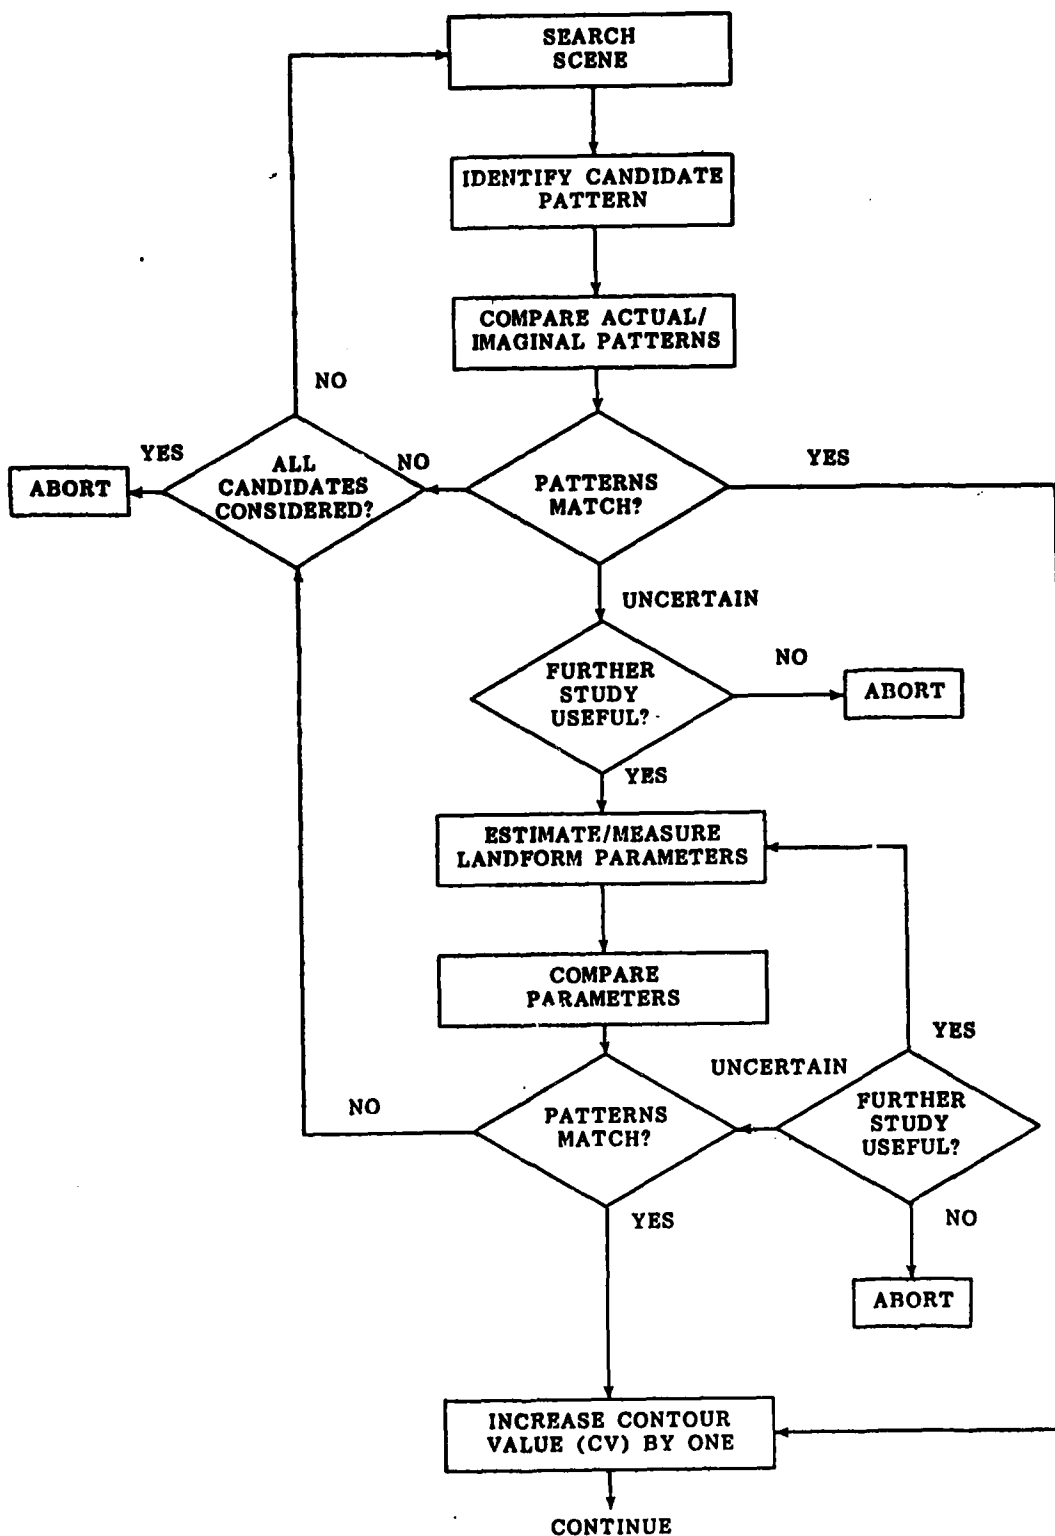 SEARCH
SCENE
IDENTIFY CANDIDATE
PATTERN
COMPARE ACTUAL/
IMAGINAL PATTERNS
NO
YES
ABORT
ALL
CANDIDATES
CONSIDERED?
NO
PATTERNS
MATCH?
YES
UNCERTAIN
FURTHER
STUDY
USEFUL?
NO
ABORT
YES
ESTIMATE/MEASURE
LANDFORM PARAMETERS
COMPARE
PARAMETERS
YES
UNCERTAIN
NO
PATTERNS
MATCH?
FURTHER
STUDY
USEFUL?
YES
NO
ABORT
INCREASE CONTOUR
VALUE (CV) BY ONE
CONTINUE